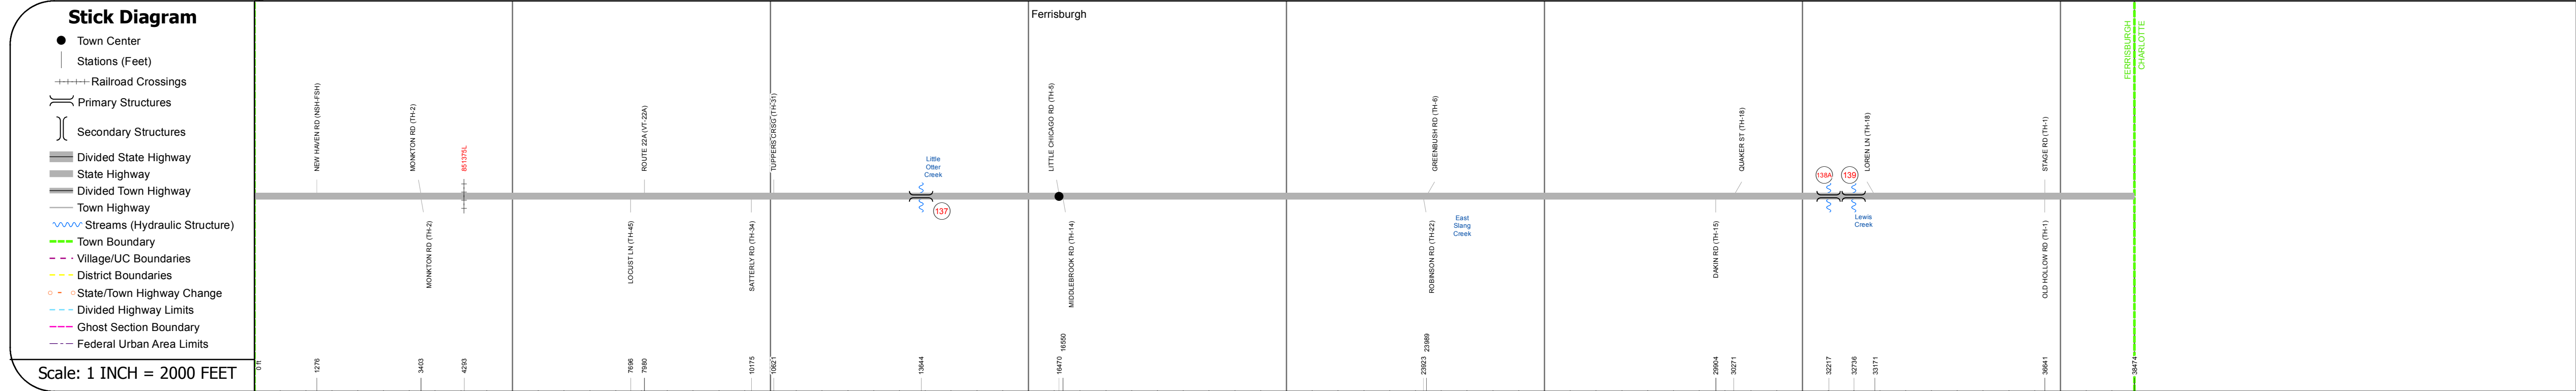 Stick Diagram
Town Center
Stations (Feet)
Railroad Crossings
Primary Structures
Secondary Structures
Divided State Highway
State Highway
Divided Town Highway
Town Highway
Streams (Hydraulic Structure)
Town Boundary
Village/UC Boundaries
District Boundaries
State/Town Highway Change
Divided Highway Limits
Ghost Section Boundary
Federal Urban Area Limits
Scale: 1 INCH = 2000 FEET
Ferrisburgh
FERRISBURGH
CHARLOTTE
NEW HAVEN RD (NSH-FSH)
MONKTON RD (TH-2)
851375L
ROUTE 22A (VT-22A)
TUPPERS CRSG (TH-31)
Little
Otter
Creek
LITTLE CHICAGO RD (TH-5)
GREENBUSH RD (TH-6)
QUAKER ST (TH-18)
138A
139
LOREN LN (TH-18)
STAGE RD (TH-1)
MONKTON RD (TH-2)
LOCUST LN (TH-45)
SATTERLY RD (TH-34)
137
MIDDLEBROOK RD (TH-14)
ROBINSON RD (TH-22)
East
Slang
Creek
DAKIN RD (TH-15)
Lewis
Creek
OLD HOLLOW RD (TH-1)
0 ft
1276
3403
4293
7696
7980
10175
10621
13644
16470
16550
23923
23989
29904
30271
32217
32736
33171
36641
38474